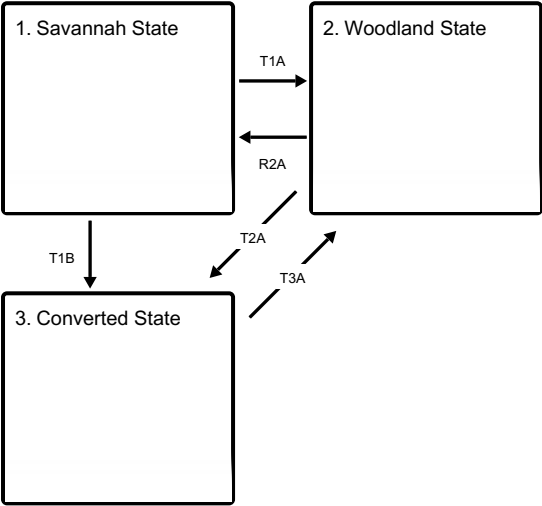 1. Savannah State
2. Woodland State
T1A
R2A
T2A
T1B
T3A
3. Converted State